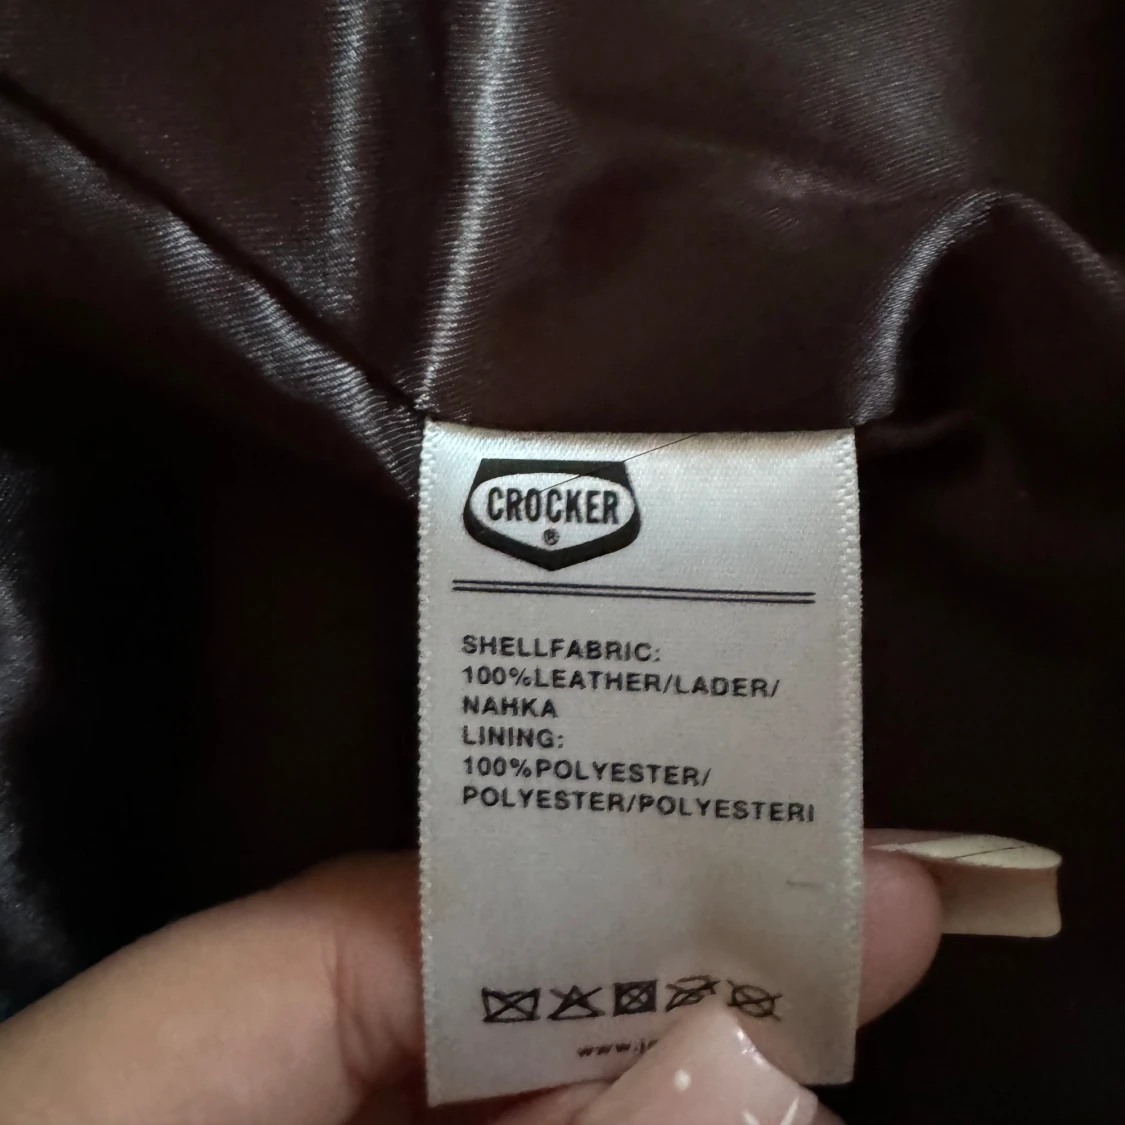 CROCKER
®
SHELLFABRIC:
100%LEATHER/LADER/
NAHKA
LINING:
100%POLYESTER/
POLYESTER/POLYESTERI